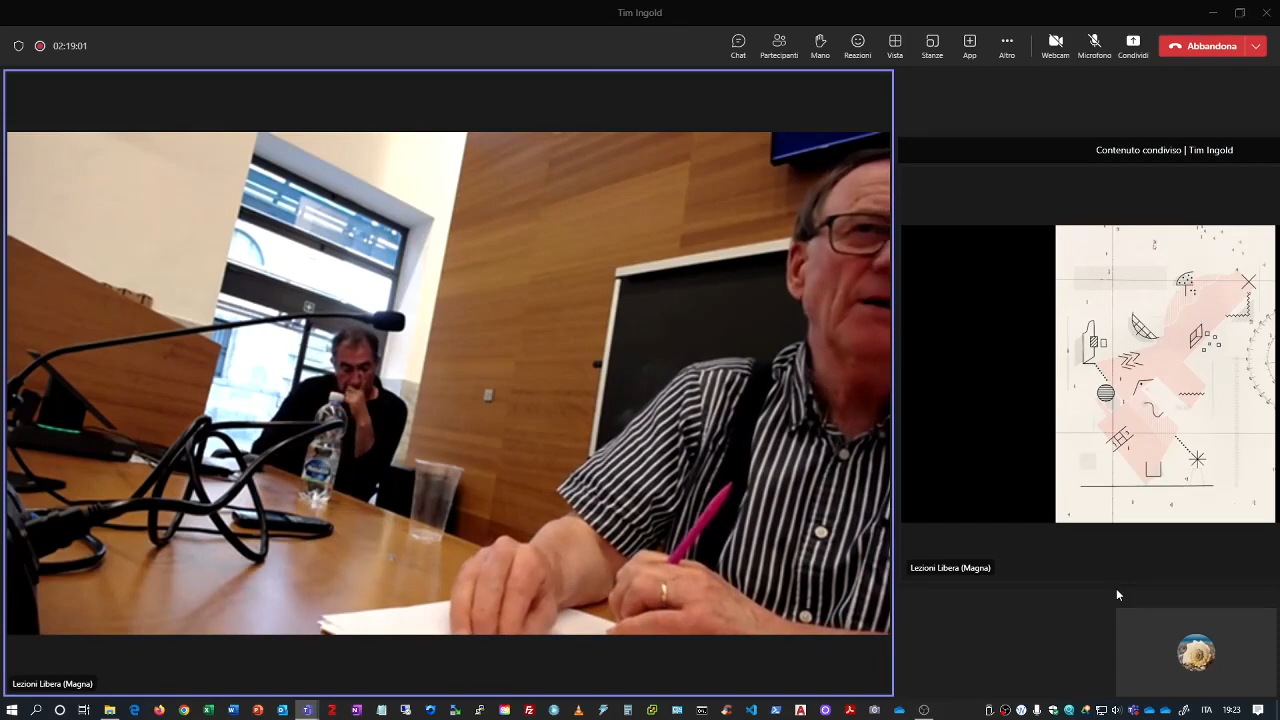 Tim Ingold
02:19:01
Chat
Partecipanti
Mano
Reazioni
Vista
Stanze
App
Altro
Webcam
Microfono
Condividi
Abbandona
Contenuto condiviso | Tim Ingold
Lezioni Libera (Magna)
Lezioni Libera (Magna)
ITA
19:23